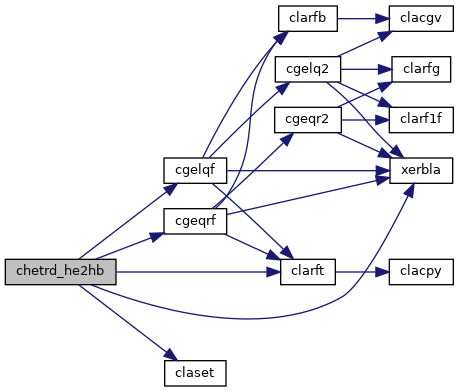 clarfb
clacgv
cgelq2
clarfg
cgeqr2
clarf1f
cgelqf
xerbla
cgeqrf
chetrd_he2hb
clarft
clacpy
claset